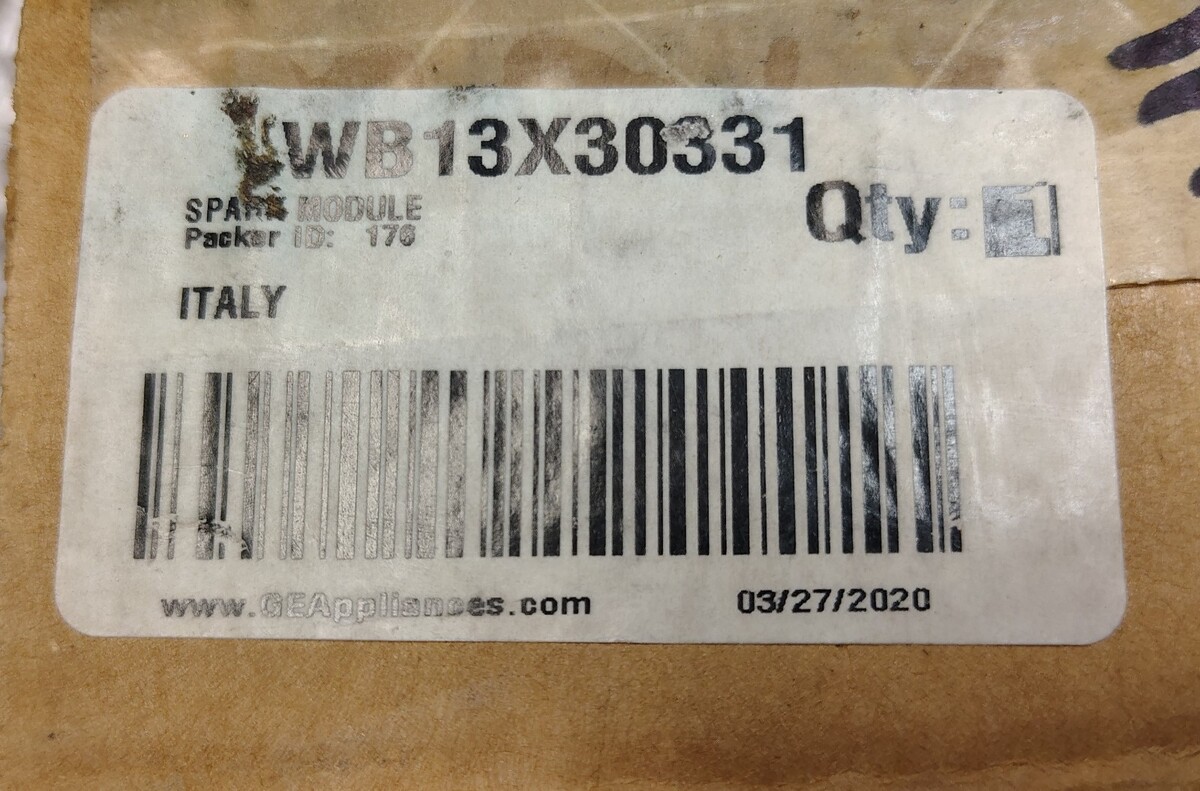 WB13X30331
SPARK MODULE
Qty: 1
Packer ID: 176
ITALY
www.GEAppliances.com
03/27/2020